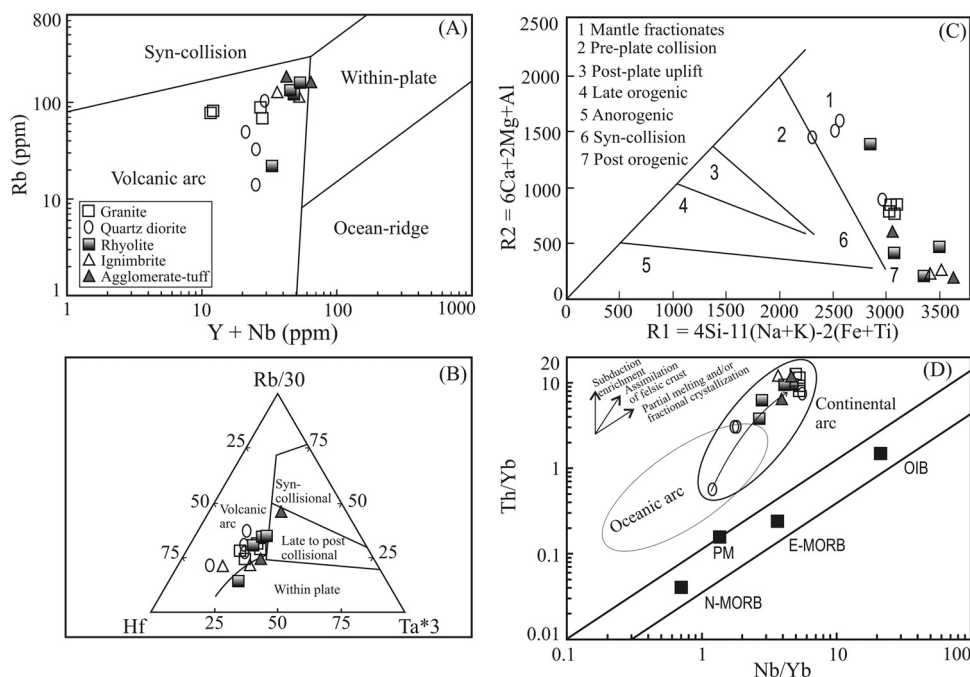 (A)
800
100
10
1
Rb (ppm)
Syn-collision
Within-plate
Volcanic arc
Ocean-ridge
Granite
Quartz diorite
Rhyolite
Ignimbrite
Agglomerate-tuff
1
10
100
1000
Y + Nb (ppm)
(C)
1 Mantle fractionates
2 Pre-plate collision
3 Post-plate uplift
4 Late orogenic
5 Anorogenic
6 Syn-collision
7 Post orogenic
2000
1500
1000
500
0
R2 = 6Ca+2Mg+Al
1
2
3
4
5
6
7
0
500
1000
1500
2000
2500
3000
3500
R1 = 4Si-11(Na+K)-2(Fe+Ti)
(B)
Rb/30
25
75
50
50
75
25
Syn-
collisional
Volcanic
arc
Late to post
collisional
Within plate
Hf
25
50
75
Ta*3
(D)
20
10
1
0.1
0.01
Th/Yb
Subduction
enrichment
Assimilation
of felsic crust
Partial melting and/or
fractional crystallization
Continental
arc
Oceanic arc
OIB
PM
E-MORB
N-MORB
0.1
1
10
100
Nb/Yb